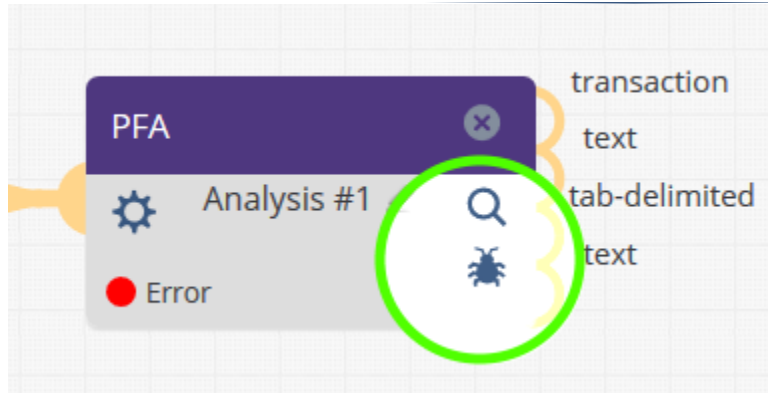 transaction
PFA
text
Analysis #1
tab-delimited
text
Error